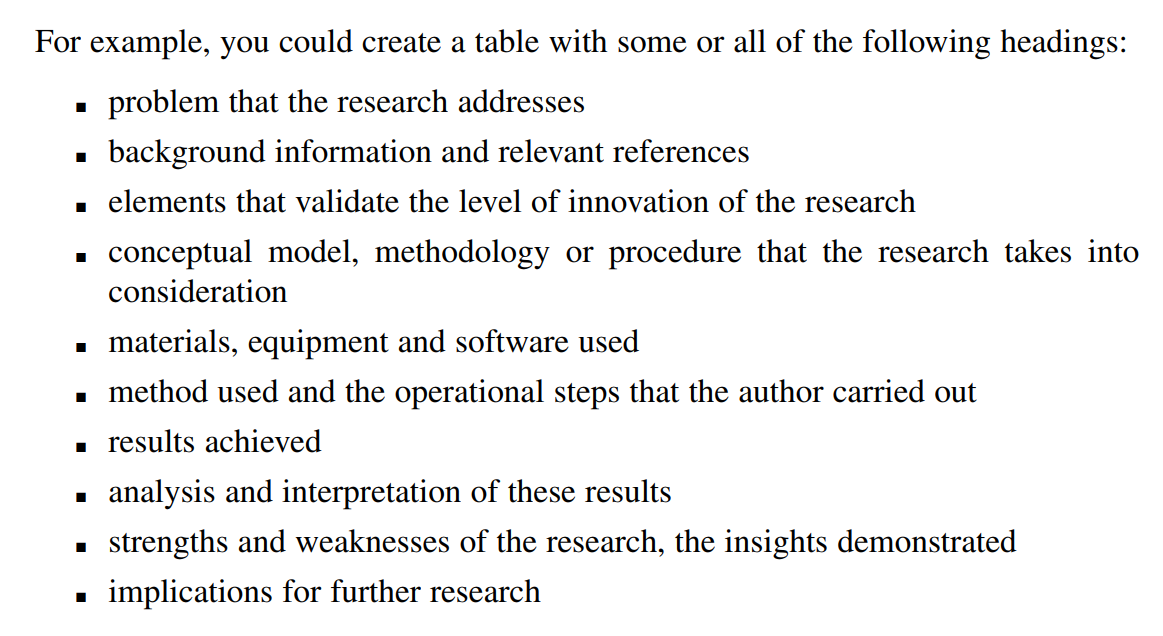 For example, you could create a table with some or all of the following headings:
▪ problem that the research addresses
▪ background information and relevant references
▪ elements that validate the level of innovation of the research
▪ conceptual model, methodology or procedure that the research takes into
consideration
▪ materials, equipment and software used
▪ method used and the operational steps that the author carried out
▪ results achieved
▪ analysis and interpretation of these results
▪ strengths and weaknesses of the research, the insights demonstrated
▪ implications for further research